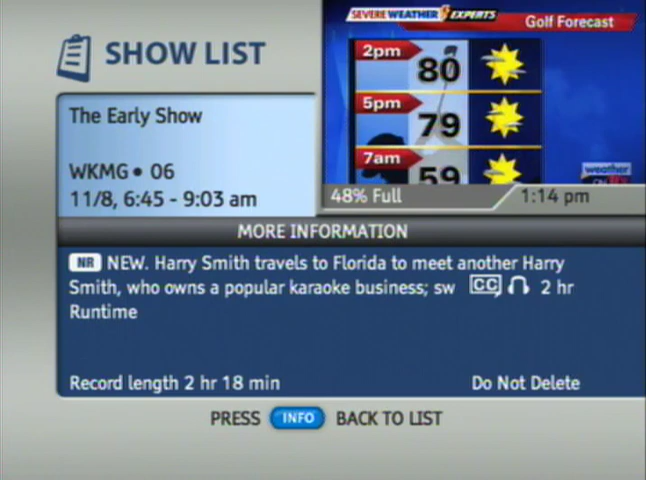 SEVERE WEATHER EXPERTS
Golf Forecast
SHOW LIST
2pm
80
5pm
79
7am
59
The Early Show
WKMG • 06
11/8, 6:45 - 9:03 am
weather
48% Full
1:14 pm
MORE INFORMATION
NR NEW. Harry Smith travels to Florida to meet another Harry
Smith, who owns a popular karaoke business; sw CC 2 hr
Runtime
Record length 2 hr 18 min
Do Not Delete
PRESS INFO BACK TO LIST